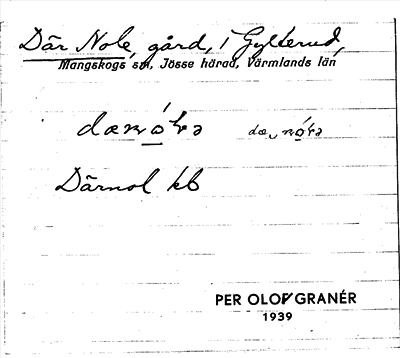 Där Nole, gård, i Gylterud,
Mangskogs sn, Jösse härad, Värmlands län
Därnol kb
PER OLOF GRANÉR
1939